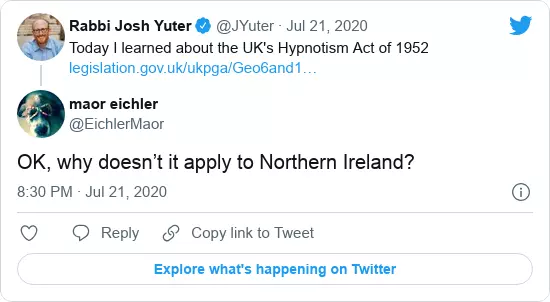 Rabbi Josh Yuter @JYuter · Jul 21, 2020
Today I learned about the UK's Hypnotism Act of 1952
legislation.gov.uk/ukpga/Geo6and1…
maor eichler
@EichlerMaor
OK, why doesn’t it apply to Northern Ireland?
8:30 PM · Jul 21, 2020
Reply Copy link to Tweet
Explore what's happening on Twitter